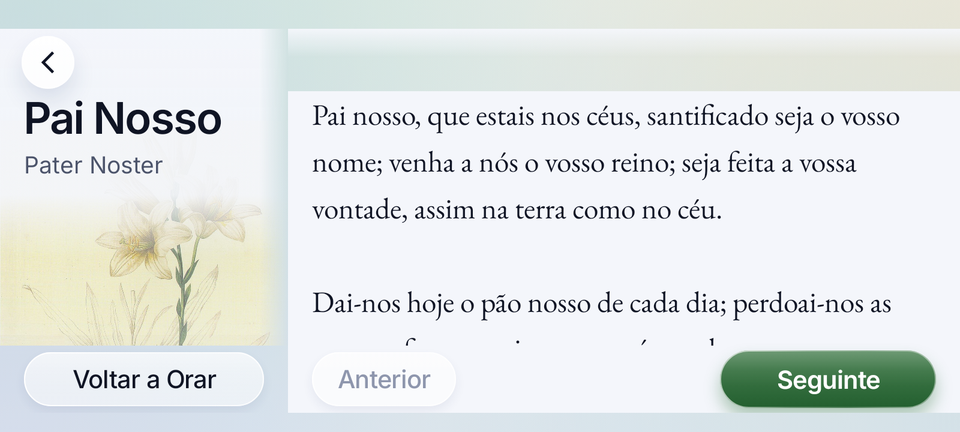 Pai Nosso
Pater Noster
Voltar a Orar
Pai nosso, que estais nos céus, santificado seja o vosso
nome; venha a nós o vosso reino; seja feita a vossa
vontade, assim na terra como no céu.
Dai-nos hoje o pão nosso de cada dia; perdoai-nos as
Anterior
Seguinte